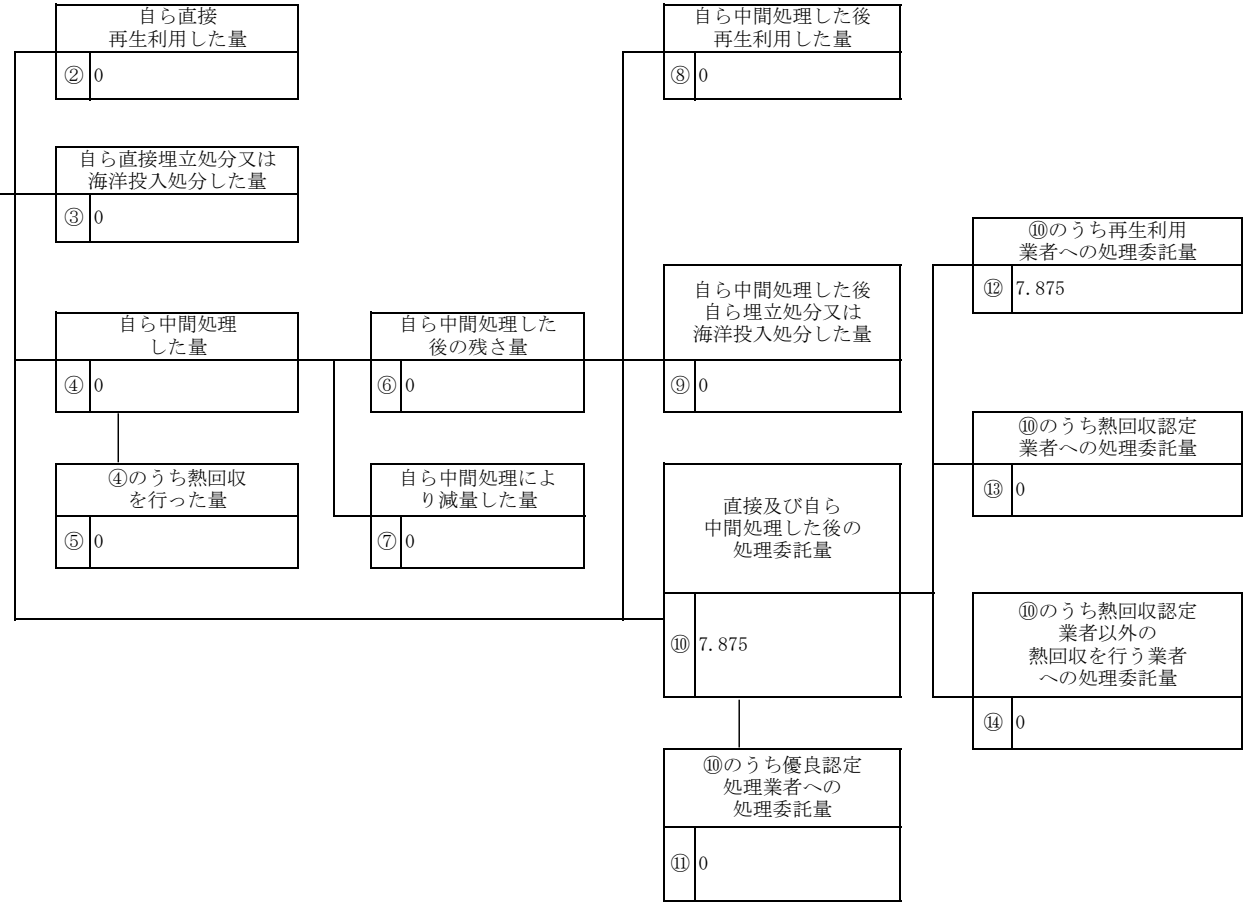 自ら直接
再生利用した量
② 0
自ら中間処理した後
再生利用した量
⑧ 0
自ら直接埋立処分又は
海洋投入処分した量
③ 0
⑩のうち再生利用
業者への処理委託量
⑫ 7.875
自ら中間処理した後
自ら埋立処分又は
海洋投入処分した量
⑨ 0
自ら中間処理
した量
④ 0
自ら中間処理した
後の残さ量
⑥ 0
⑩のうち熱回収認定
業者への処理委託量
⑬ 0
④のうち熱回収
を行った量
⑤ 0
自ら中間処理によ
り減量した量
⑦ 0
直接及び自ら
中間処理した後の
処理委託量
⑩ 7.875
⑩のうち熱回収認定
業者以外の
熱回収を行う業者
への処理委託量
⑭ 0
⑩のうち優良認定
処理業者への
処理委託量
⑪ 0